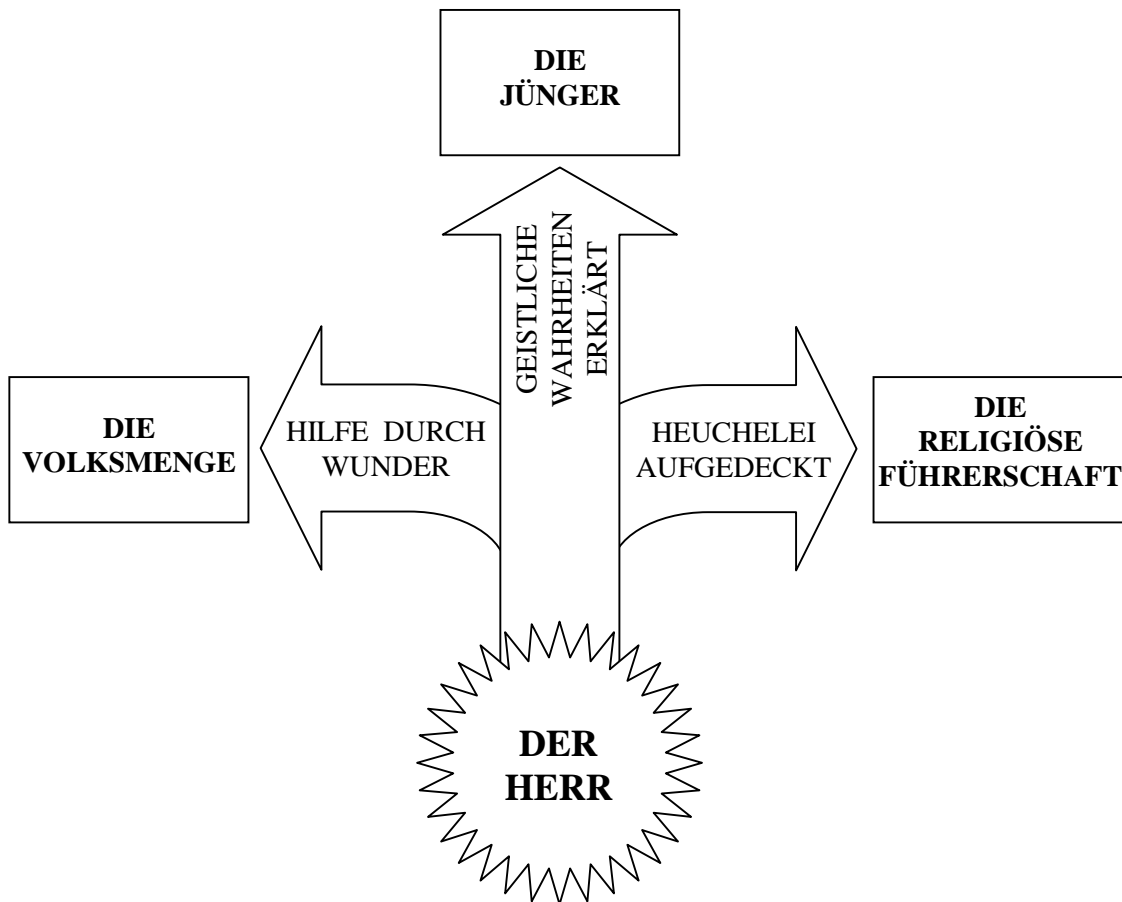 DIE
JÜNGER
GEISTLICHE
WAHRHEITEN
ERKLÄRT
DIE
VOLKSMENGE
HILFE DURCH
WUNDER
HEUCHELEI
AUFGEDECKT
DIE
RELIGIÖSE
FÜHRERSCHAFT
DER
HERR